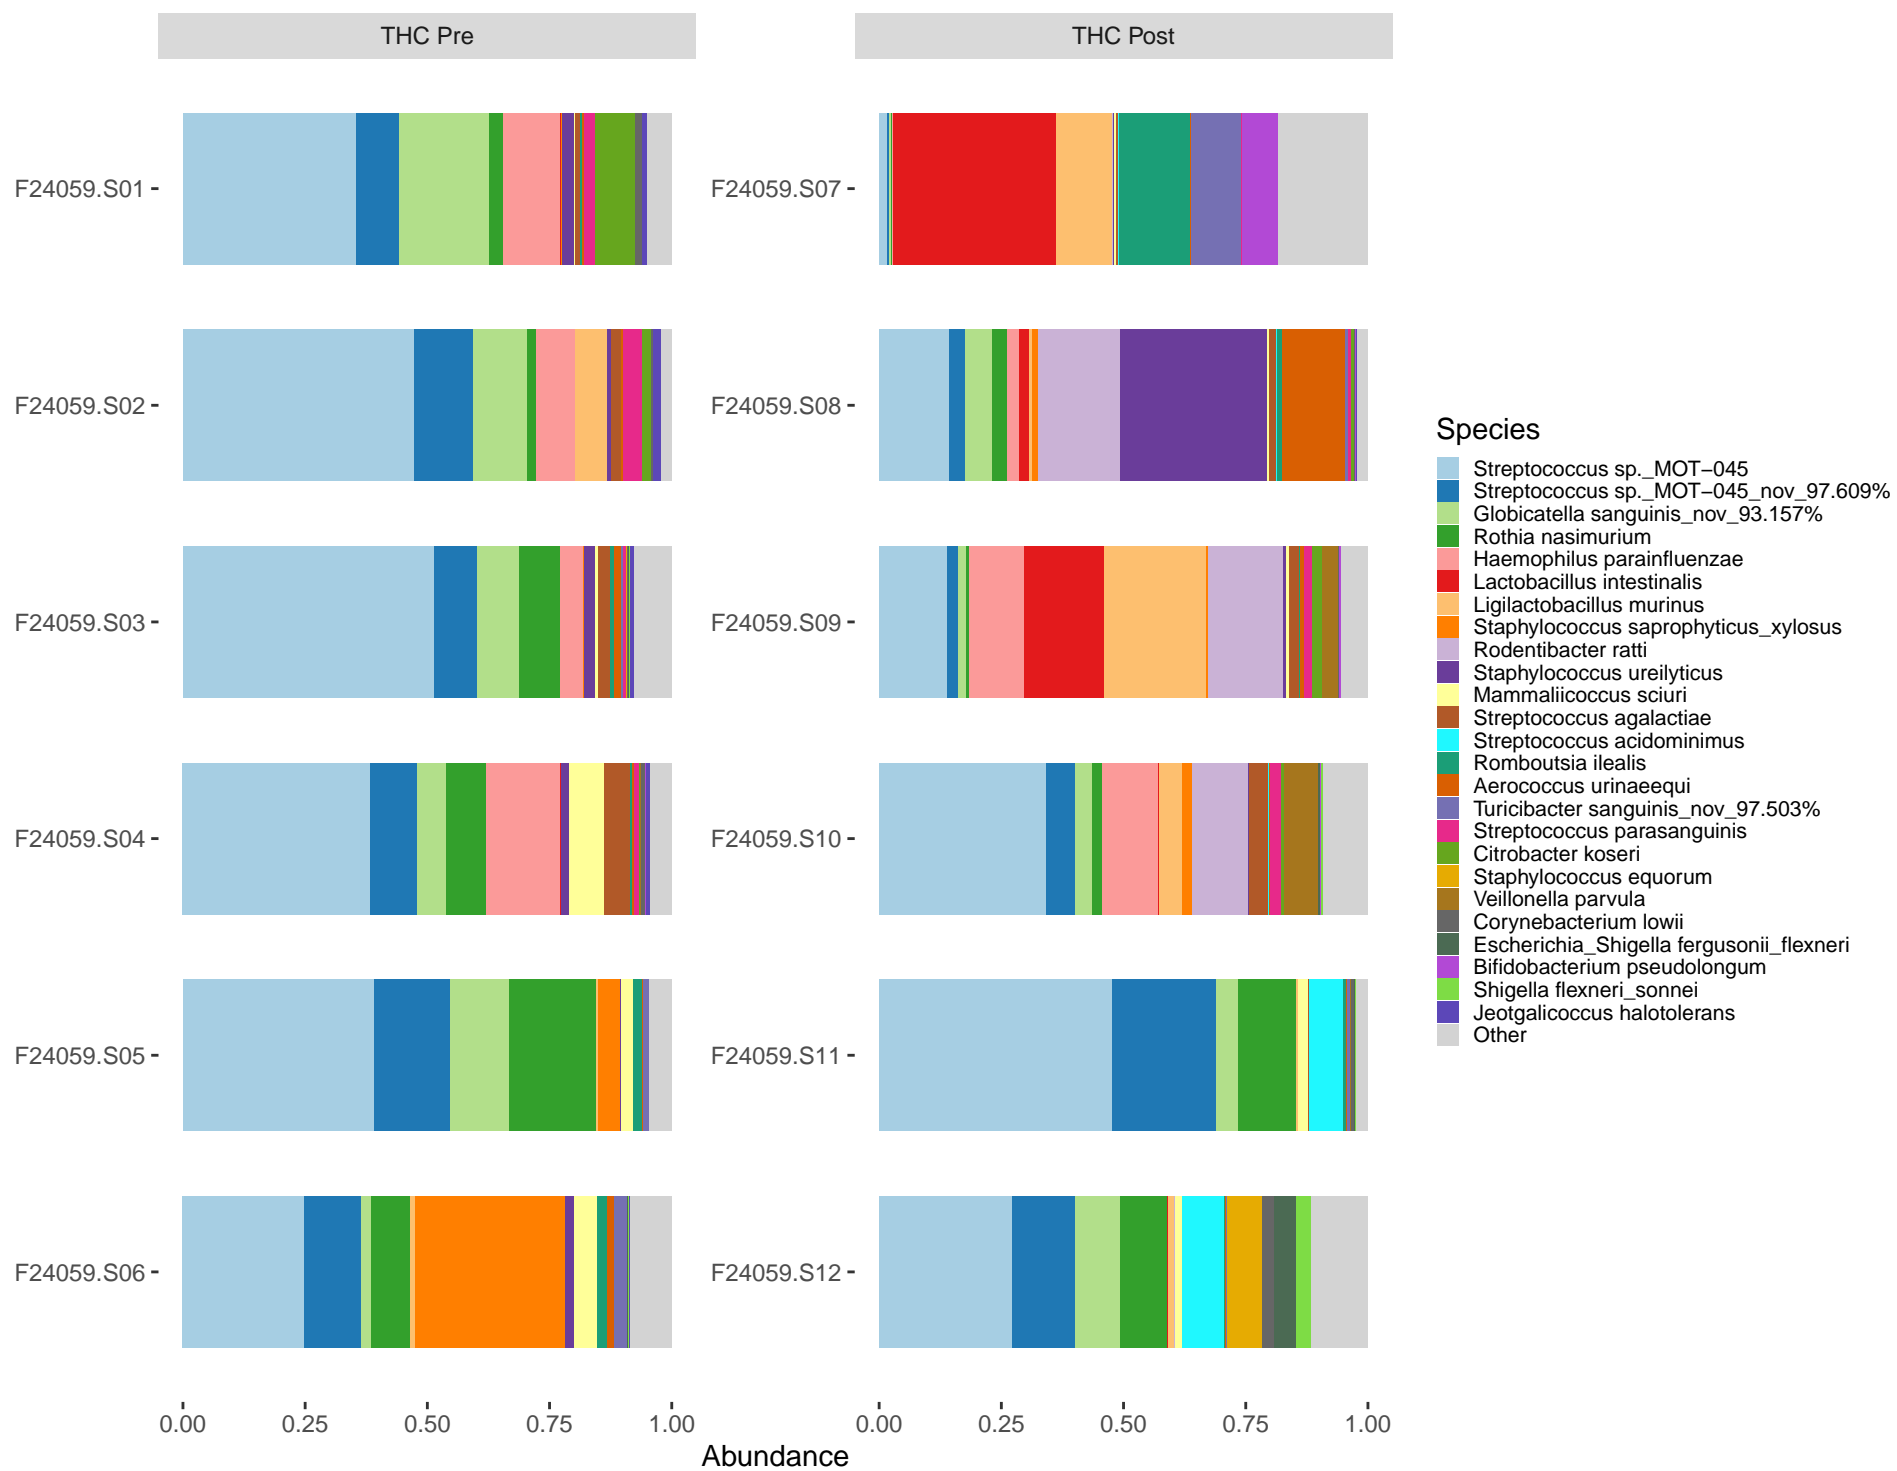 THC Pre
THC Post
F24059.S01
F24059.S07
F24059.S02
F24059.S08
F24059.S03
F24059.S09
F24059.S04
F24059.S10
F24059.S05
F24059.S11
F24059.S06
F24059.S12
0.00 0.25 0.50 0.75 1.00
0.00 0.25 0.50 0.75 1.00
Abundance
Species
Streptococcus sp._MOT−045
Streptococcus sp._MOT−045_nov_97.609%
Globicatella sanguinis_nov_93.157%
Rothia nasimurium
Haemophilus parainfluenzae
Lactobacillus intestinalis
Ligilactobacillus murinus
Staphylococcus saprophyticus_xylosus
Rodentibacter ratti
Staphylococcus ureilyticus
Mammaliicoccus sciuri
Streptococcus agalactiae
Streptococcus acidominimus
Romboutsia ilealis
Aerococcus urinaeequi
Turicibacter sanguinis_nov_97.503%
Streptococcus parasanguinis
Citrobacter koseri
Staphylococcus equorum
Veillonella parvula
Corynebacterium lowii
Escherichia_Shigella fergusonii_flexneri
Bifidobacterium pseudolongum
Shigella flexneri_sonnei
Jeotgalicoccus halotolerans
Other